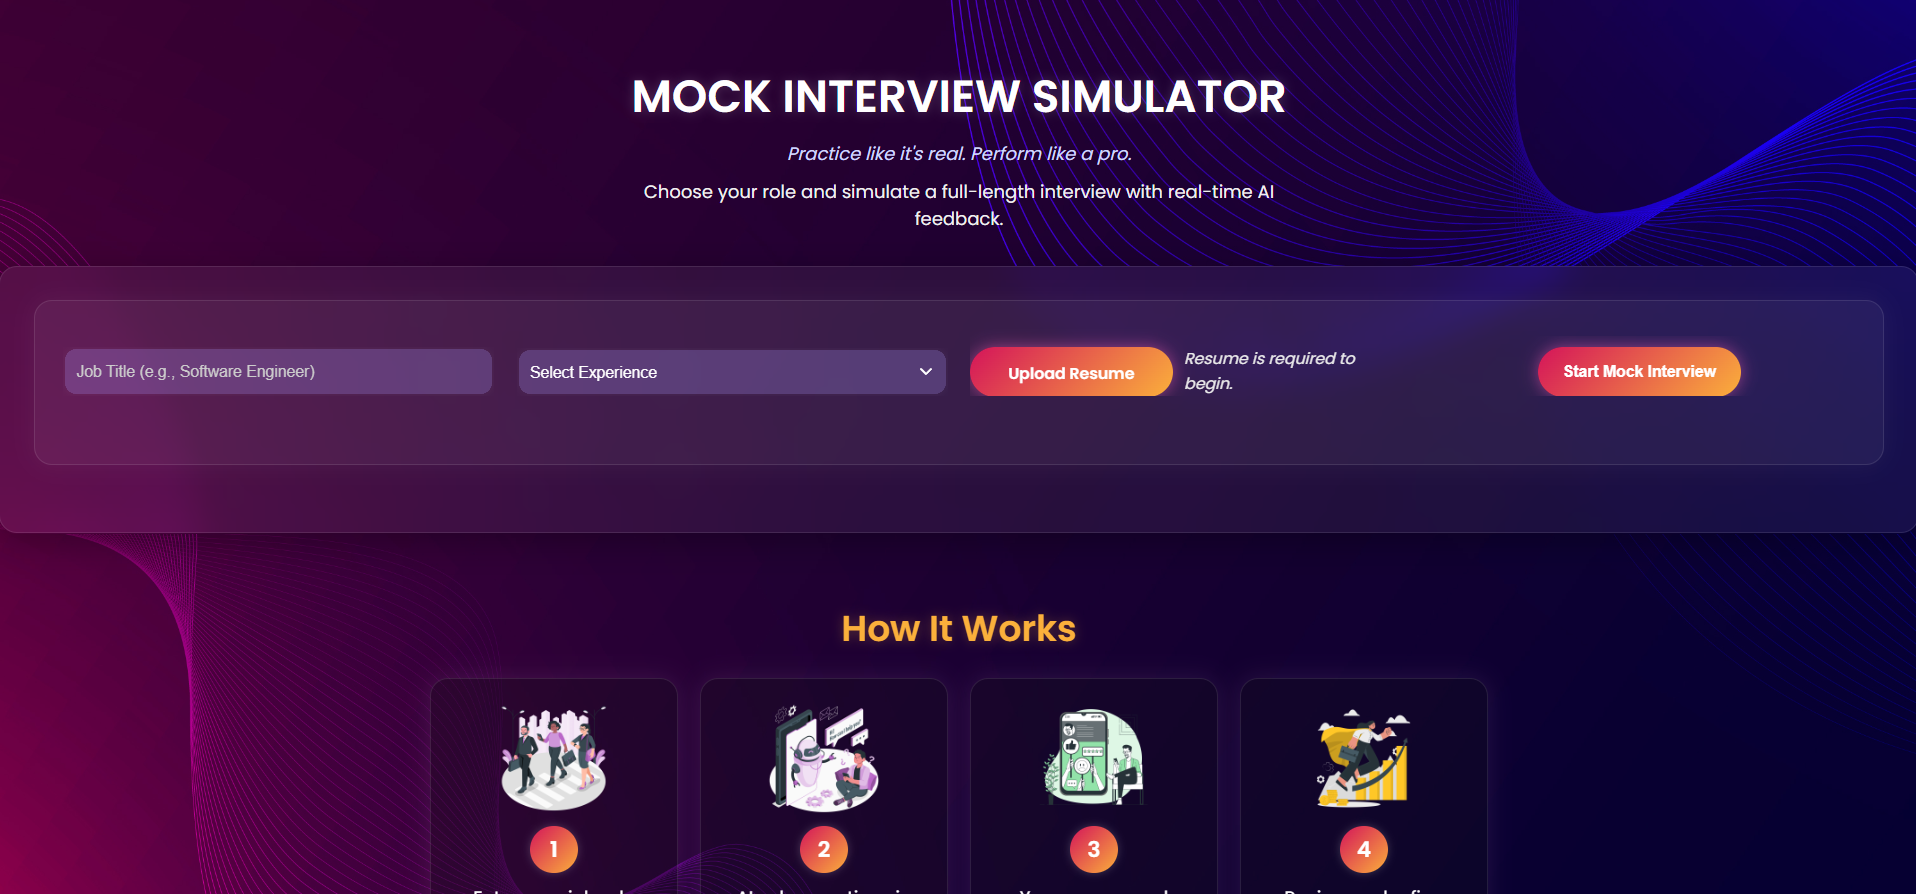 MOCK INTERVIEW SIMULATOR
Practice like it's real. Perform like a pro.
Choose your role and simulate a full-length interview with real-time AI
feedback.
Job Title (e.g., Software Engineer)
Select Experience
Upload Resume
Resume is required to
begin.
Start Mock Interview
How It Works
1
2
3
4